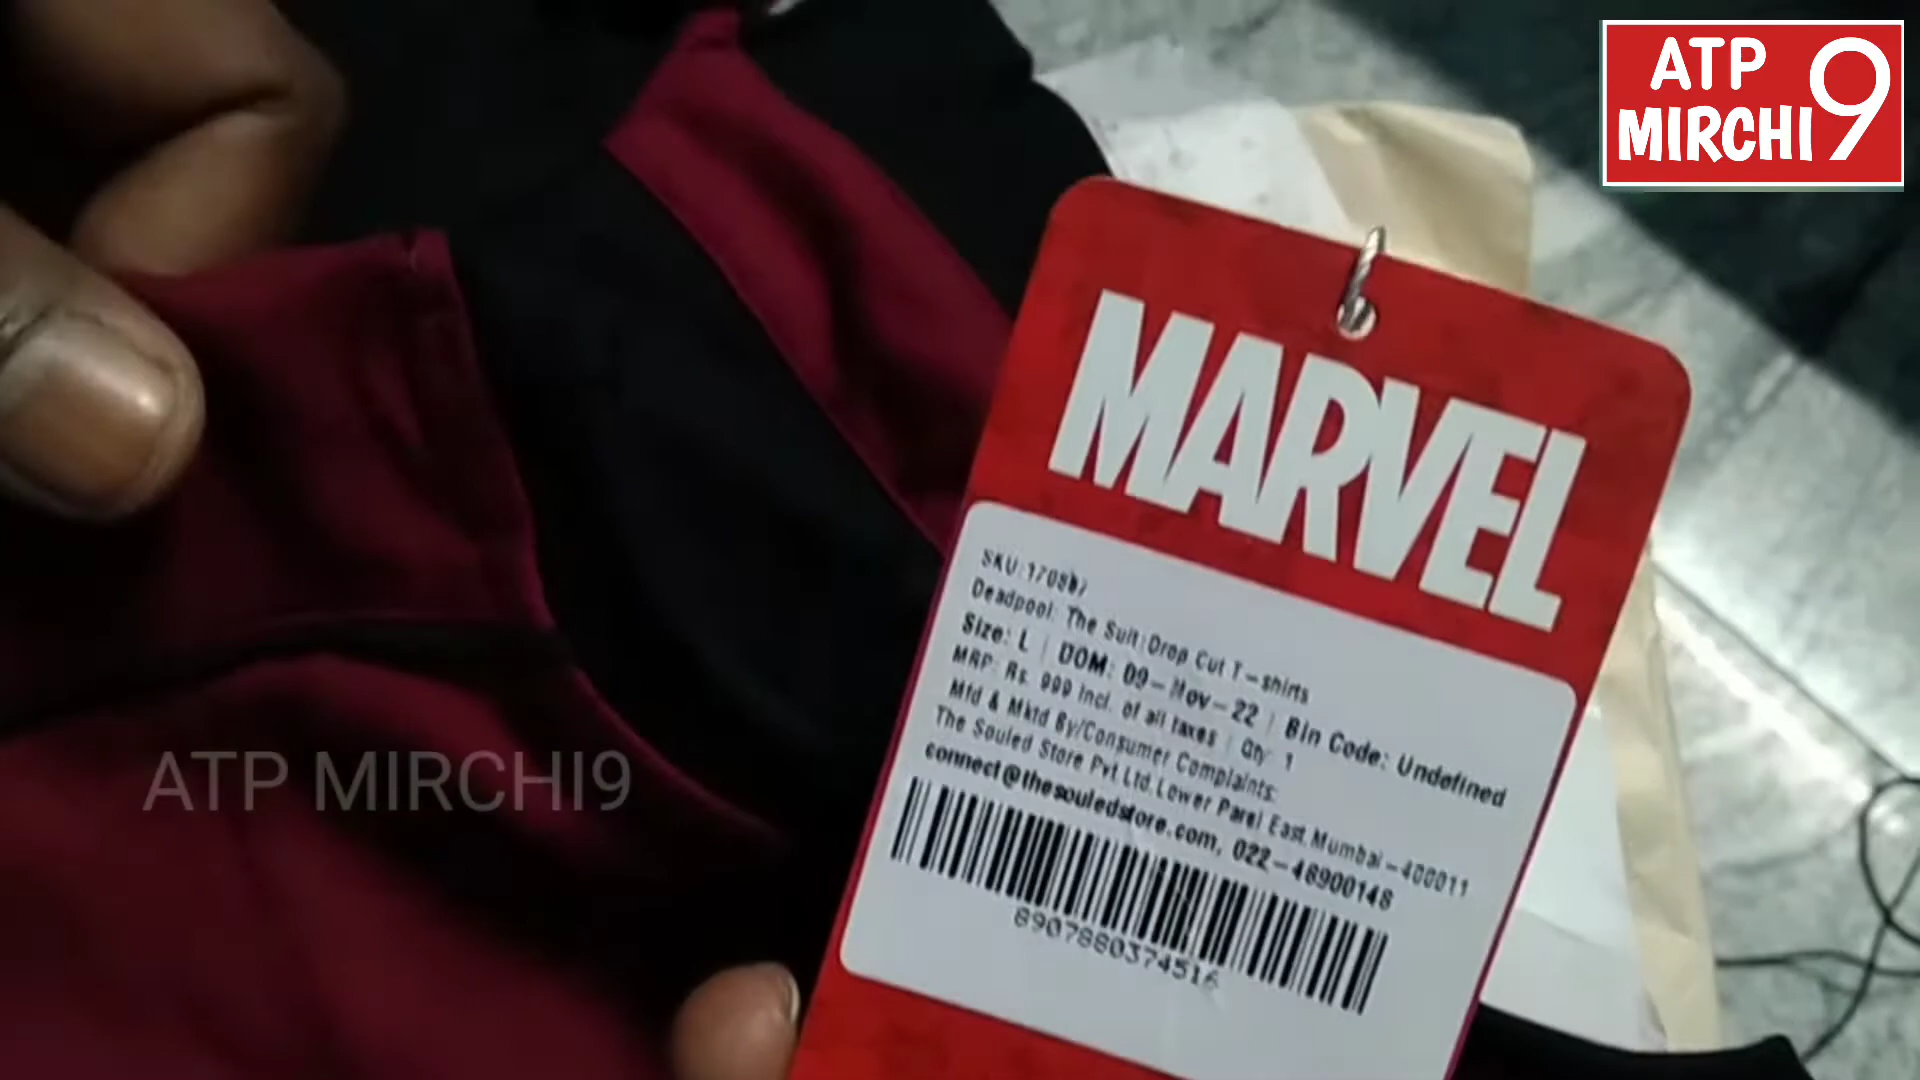 ATP
MIRCHI9
MARVEL
Deadpool: The Suit: Drop Cut T-shirts
Size: L | DOM: 09-Nov-22 | Bin Code: Undefined
MRP: Rs. 999 Incl. of all taxes | Qty: 1
Mfd & Mktd By/Consumer Complaints:
The Souled Store Pvt Ltd, Lower Parel East, Mumbai-400011
connect@thesouledstore.com, 022-48900148
8907880374516
ATP MIRCHI9